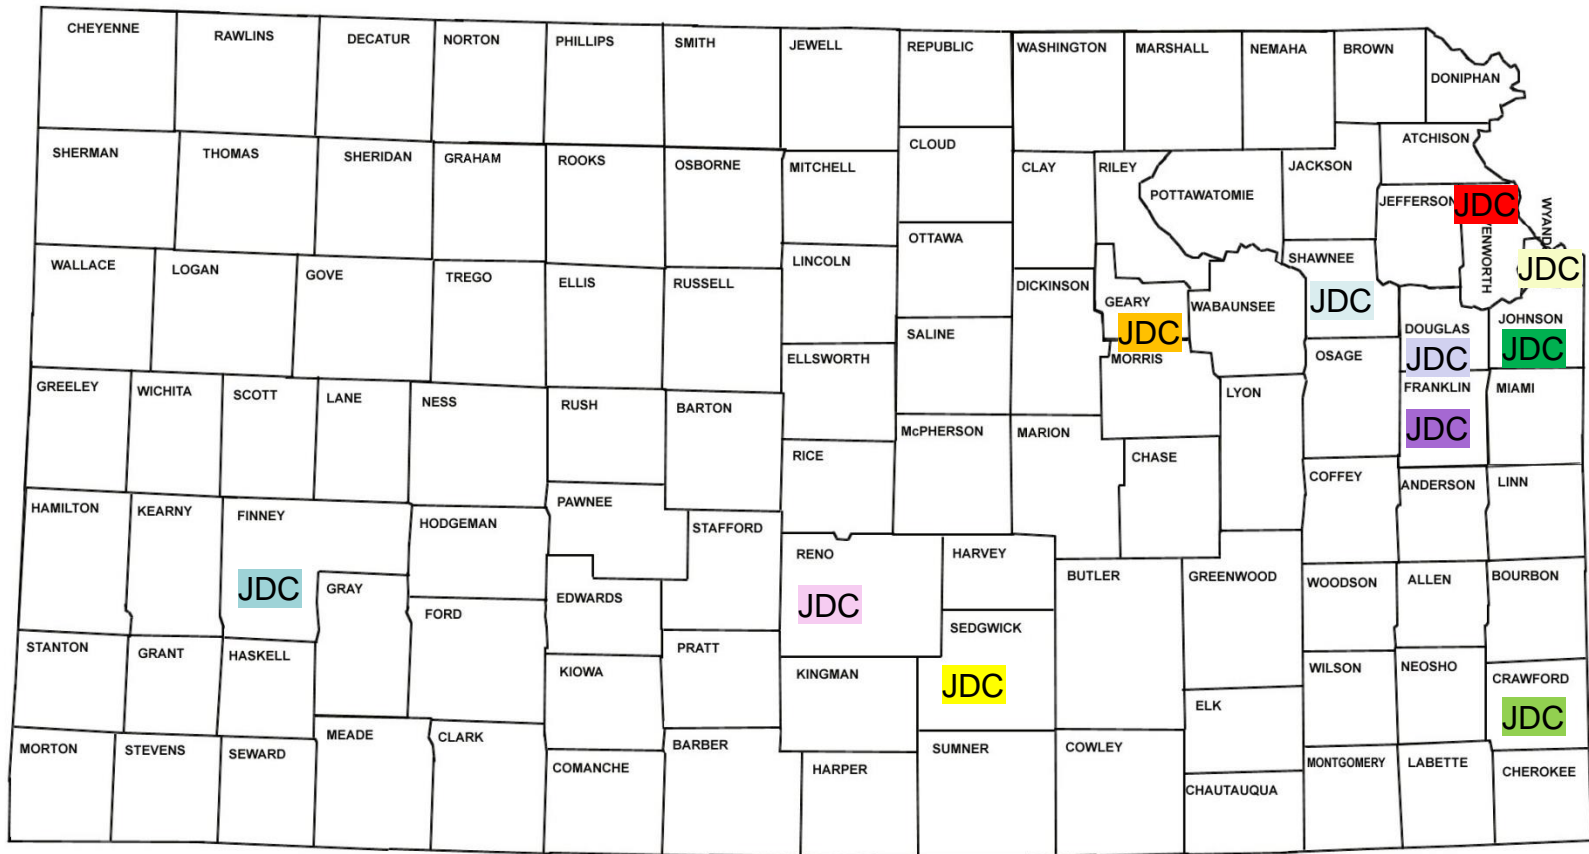 CHEYENNE
RAWLINS
DECATUR
NORTON
PHILLIPS
SMITH
JEWELL
REPUBLIC
WASHINGTON
MARSHALL
NEMAHA
BROWN
DONIPHAN
SHERMAN
THOMAS
SHERIDAN
GRAHAM
ROOKS
OSBORNE
MITCHELL
CLOUD
CLAY
RILEY
POTTAWATOMIE
JACKSON
ATCHISON
JEFFERSON
JDC
VENWORTH
WYAND
JDC
WALLACE
LOGAN
GOVE
TREGO
ELLIS
RUSSELL
LINCOLN
OTTAWA
DICKINSON
GEARY
JDC
WABAUNSEE
SHAWNEE
JDC
DOUGLAS
JDC
JOHNSON
JDC
GREELEY
WICHITA
SCOTT
LANE
NESS
RUSH
BARTON
ELLSWORTH
SALINE
MORRIS
LYON
OSAGE
FRANKLIN
JDC
MIAMI
HAMILTON
KEARNY
FINNEY
JDC
HODGEMAN
PAWNEE
STAFFORD
RICE
McPHERSON
MARION
CHASE
COFFEY
ANDERSON
LINN
GRAY
FORD
EDWARDS
RENO
JDC
HARVEY
BUTLER
GREENWOOD
WOODSON
ALLEN
BOURBON
STANTON
GRANT
HASKELL
KIOWA
PRATT
KINGMAN
SEDGWICK
JDC
ELK
WILSON
NEOSHO
CRAWFORD
JDC
MORTON
STEVENS
SEWARD
MEADE
CLARK
COMANCHE
BARBER
HARPER
SUMNER
COWLEY
CHAUTAUQUA
MONTGOMERY
LABETTE
CHEROKEE